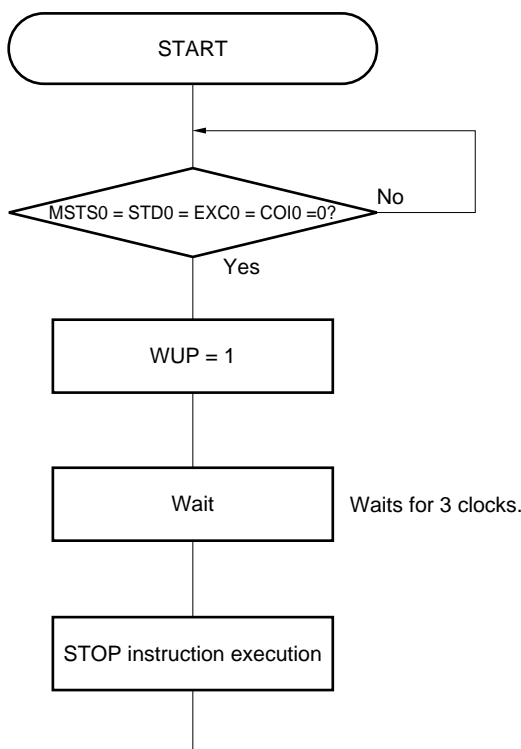 START
MSTS0 = STD0 = EXC0 = COI0 =0?
No
Yes
WUP = 1
Wait
Waits for 3 clocks.
STOP instruction execution